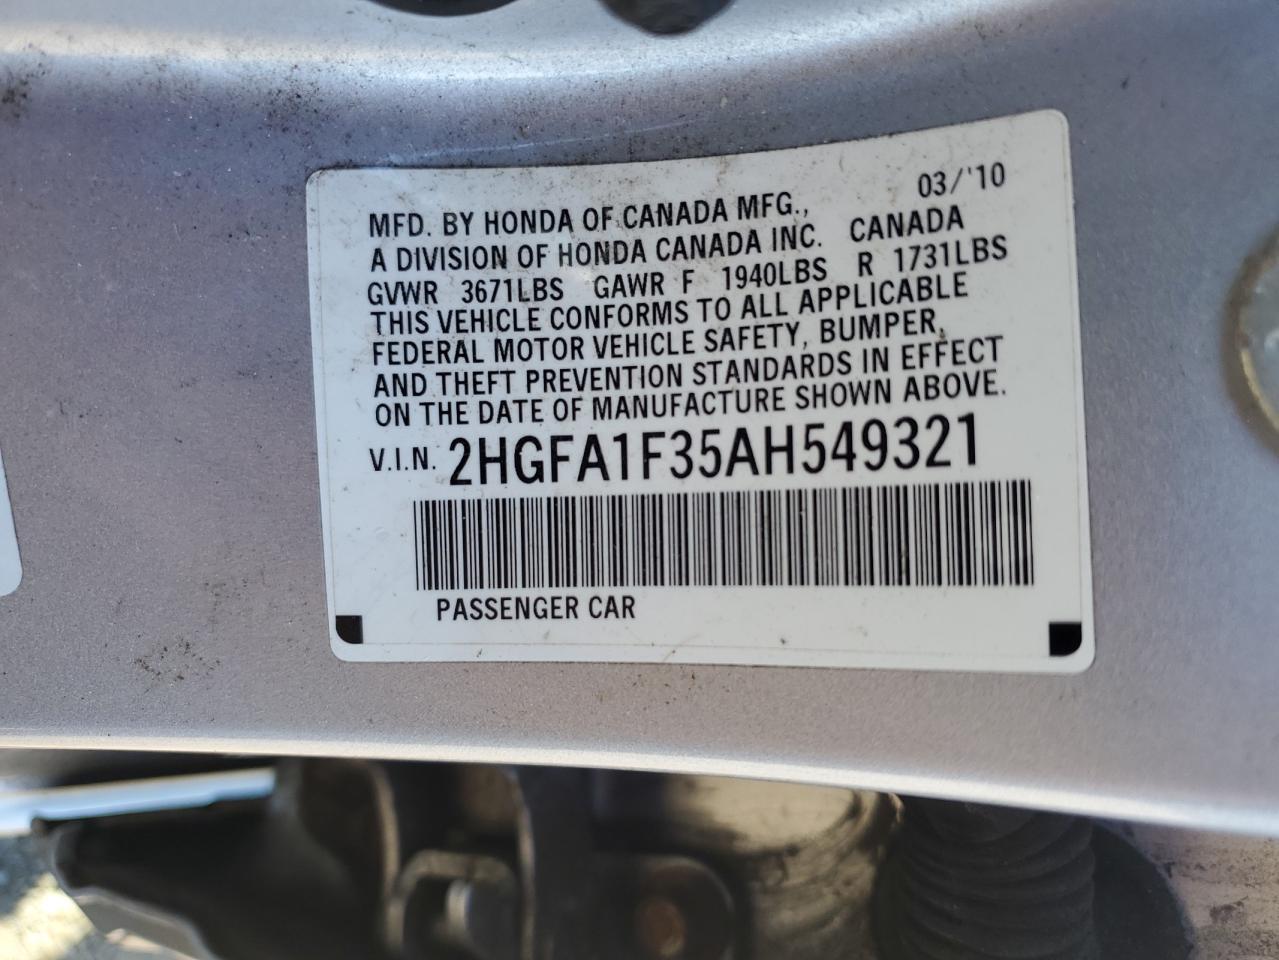 03/'10
MFD. BY HONDA OF CANADA MFG.,
A DIVISION OF HONDA CANADA INC. CANADA
GVWR 3671LBS GAWR F 1940LBS R 1731LBS
THIS VEHICLE CONFORMS TO ALL APPLICABLE
FEDERAL MOTOR VEHICLE SAFETY, BUMPER,
AND THEFT PREVENTION STANDARDS IN EFFECT
ON THE DATE OF MANUFACTURE SHOWN ABOVE.
V.I.N. 2HGFA1F35AH549321
PASSENGER CAR